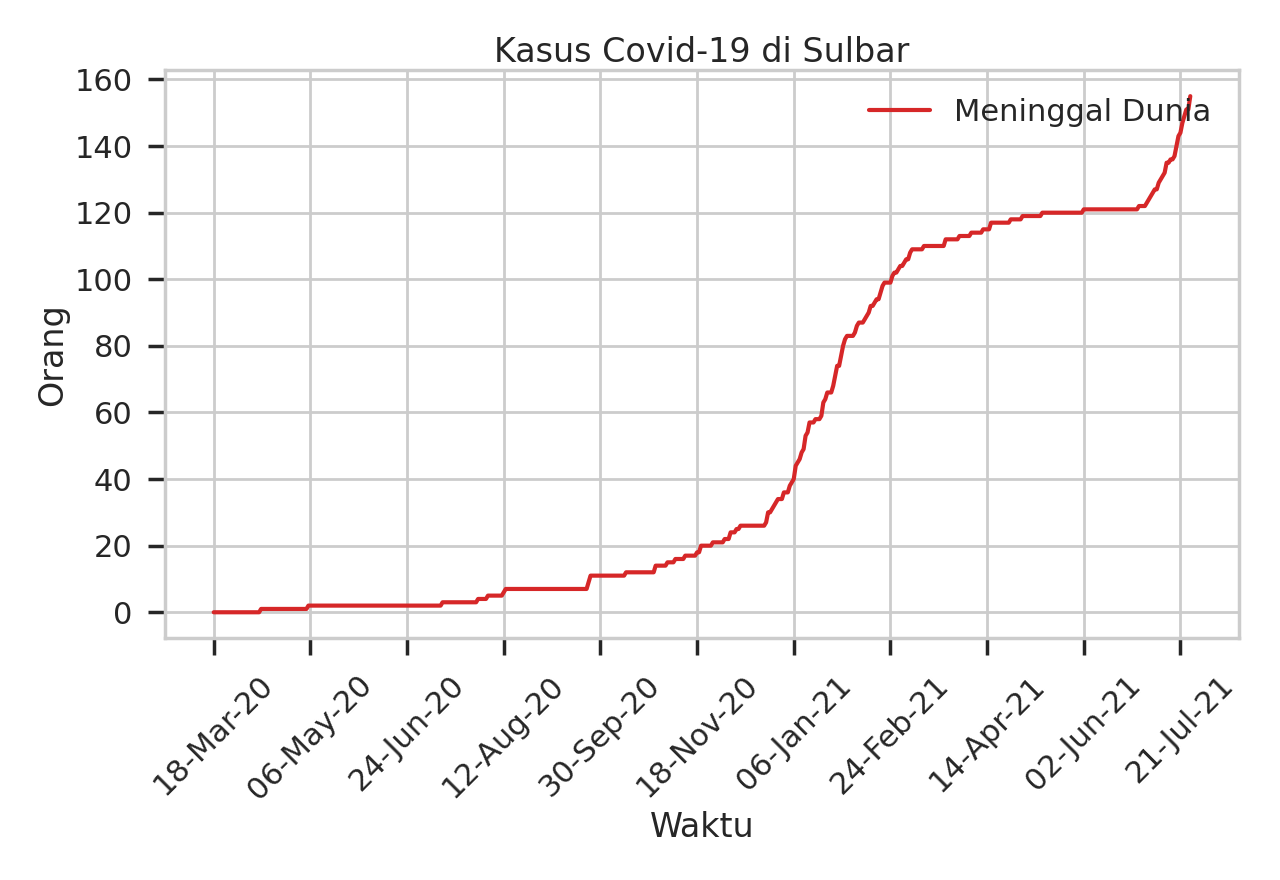 Kasus Covid-19 di Sulbar
Meninggal Dunia
Orang
160
140
120
100
80
60
40
20
0
18-Mar-20
06-May-20
24-Jun-20
12-Aug-20
30-Sep-20
18-Nov-20
06-Jan-21
24-Feb-21
14-Apr-21
02-Jun-21
21-Jul-21
Waktu